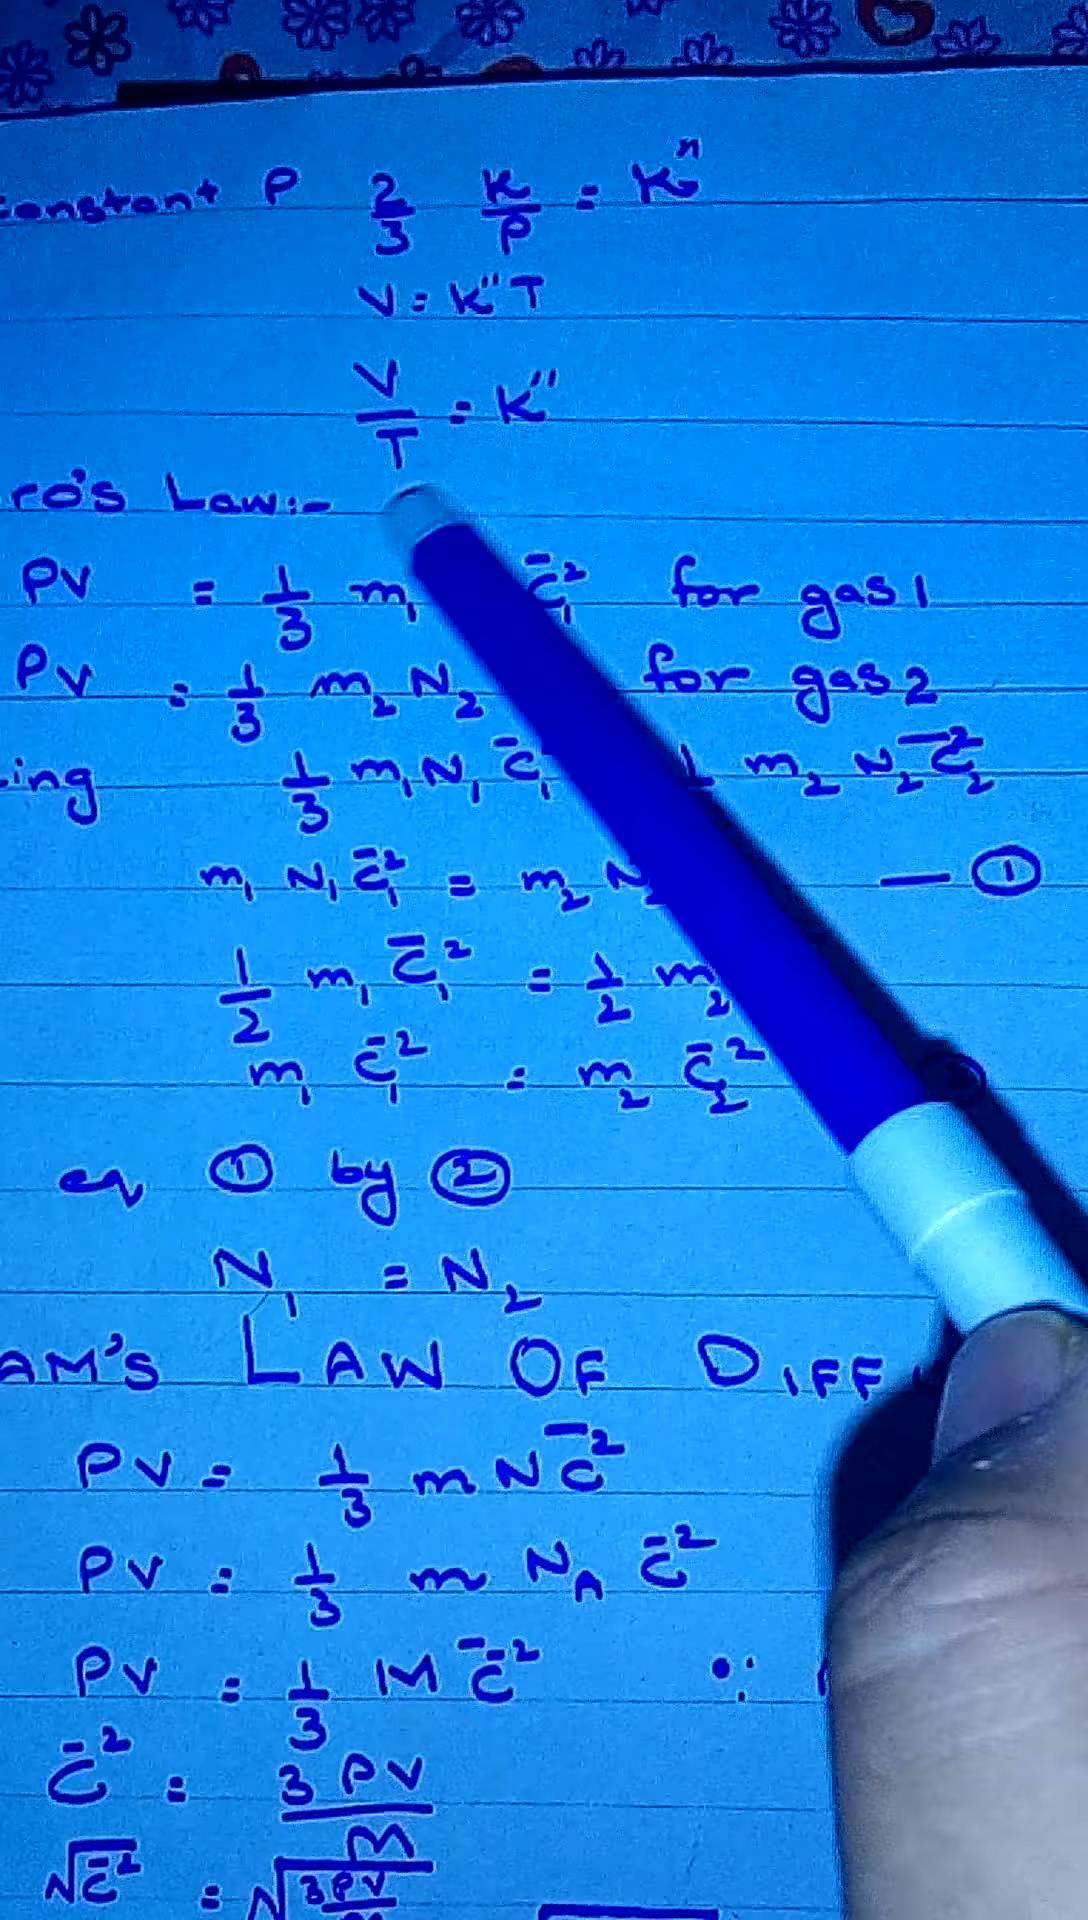 constant P 2/3 K/P = K"
V = K" T
V/T = K"
ro's Law:-
PV = 1/3 m₁ C̄₁² for gas 1
PV = 1/3 m₂ N₂ for gas 2
ing 1/3 m₁ N₁ C̄₁ 1 m₂ N₂ C̄₂²
m₁ N₁ C̄₁² = m₂ N — ①
1/2 m₁ C̄₁² = 1/2 m₂
m₁ C̄₁² = m₂ C̄₂²
eq ① by ②
N₁ = N₂
AM'S LAW OF DIFF
PV = 1/3 m N C̄²
PV = 1/3 m N_A C̄²
PV = 1/3 M C̄² ∵
C̄² = 3PV/M
√C̄² = √3PV